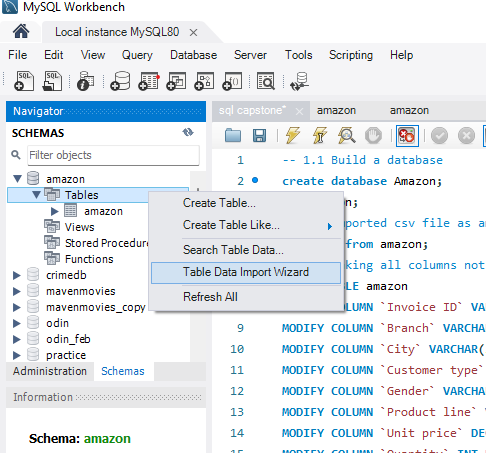 MySQL Workbench
Local instance MySQL80 ×
File Edit View Query Database Server Tools Scripting Help
Navigator
SCHEMAS
Filter objects
amazon
Tables
amazon
Views
Stored Procedure
Functions
crimedb
mavenmovies
mavenmovies_copy
odin
odin_feb
practice
Administration Schemas
Information
Schema: amazon
Create Table...
Create Table Like...
Search Table Data...
Table Data Import Wizard
Refresh All
sql capstone* × amazon amazon
1 -- 1.1 Build a database
2 create database Amazon;
n;
ported csv file as am
from amazon;
king all columns not
LE amazon
COLUMN `Invoice ID` VA
9 MODIFY COLUMN `Branch` VARCHAR
10 MODIFY COLUMN `City` VARCHAR(
11 MODIFY COLUMN `Customer type`
12 MODIFY COLUMN `Gender` VARCHA
13 MODIFY COLUMN `Product line`
14 MODIFY COLUMN `Unit price` DE